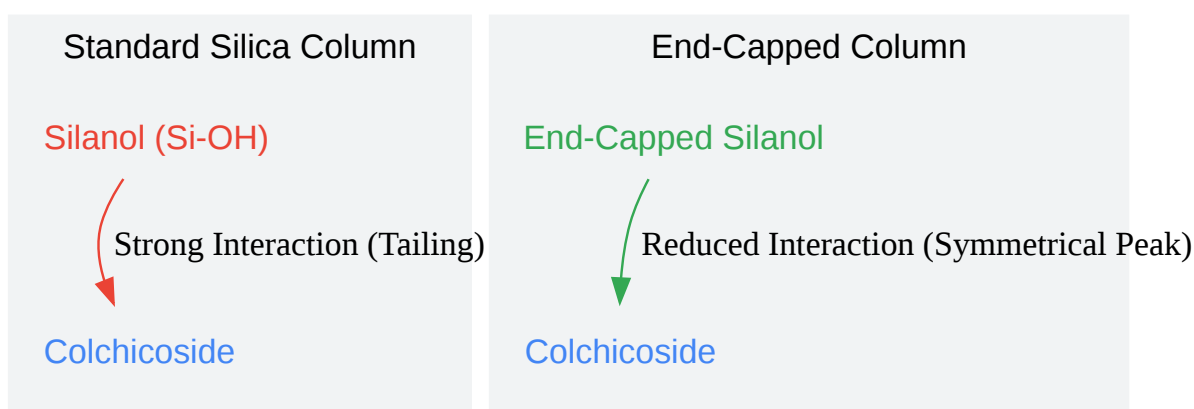 Standard Silica Column
Silanol (Si-OH)
Strong Interaction (Tailing)
Colchicoside
End-Capped Column
End-Capped Silanol
Reduced Interaction (Symmetrical Peak)
Colchicoside